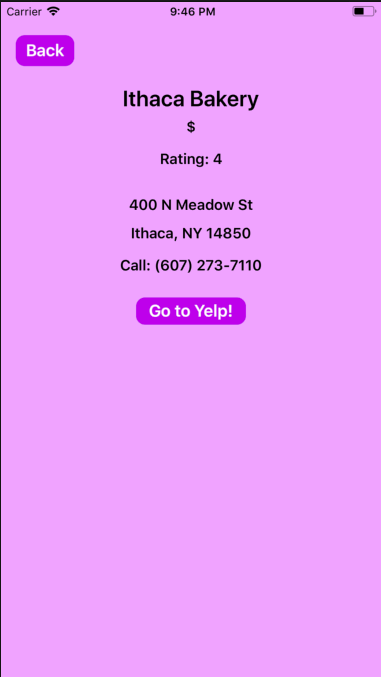 Carrier 9:46 PM
Back
Ithaca Bakery
$
Rating: 4
400 N Meadow St
Ithaca, NY 14850
Call: (607) 273-7110
Go to Yelp!